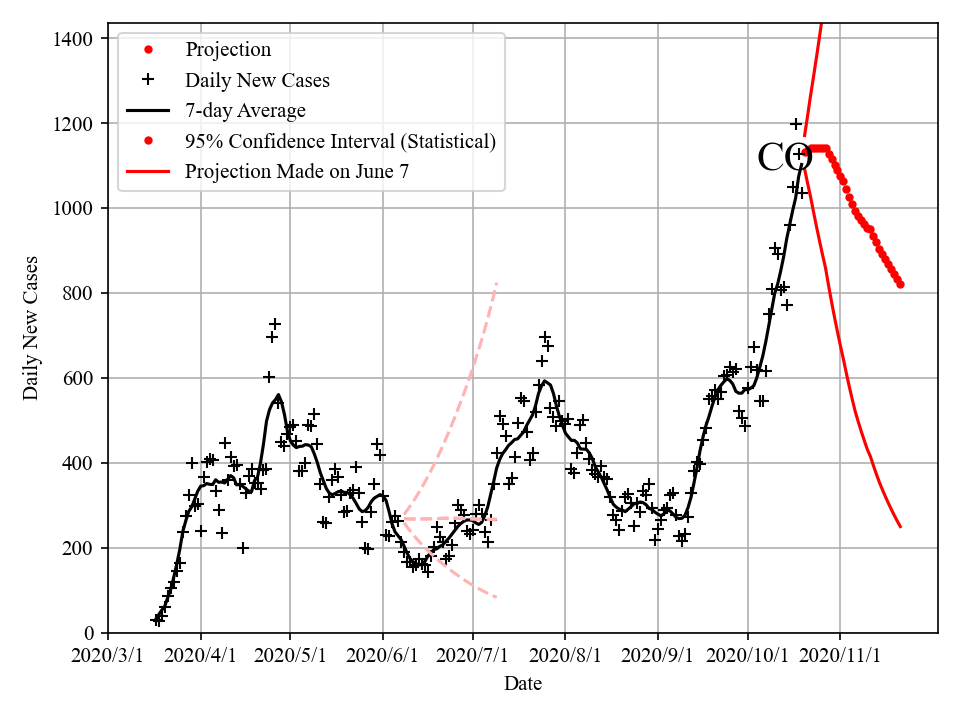 1400
1200
1000
800
600
400
200
0
Daily New Cases
Projection
Daily New Cases
7-day Average
95% Confidence Interval (Statistical)
Projection Made on June 7
CO
2020/3/1 2020/4/1 2020/5/1 2020/6/1 2020/7/1 2020/8/1 2020/9/1 2020/10/1 2020/11/1
Date